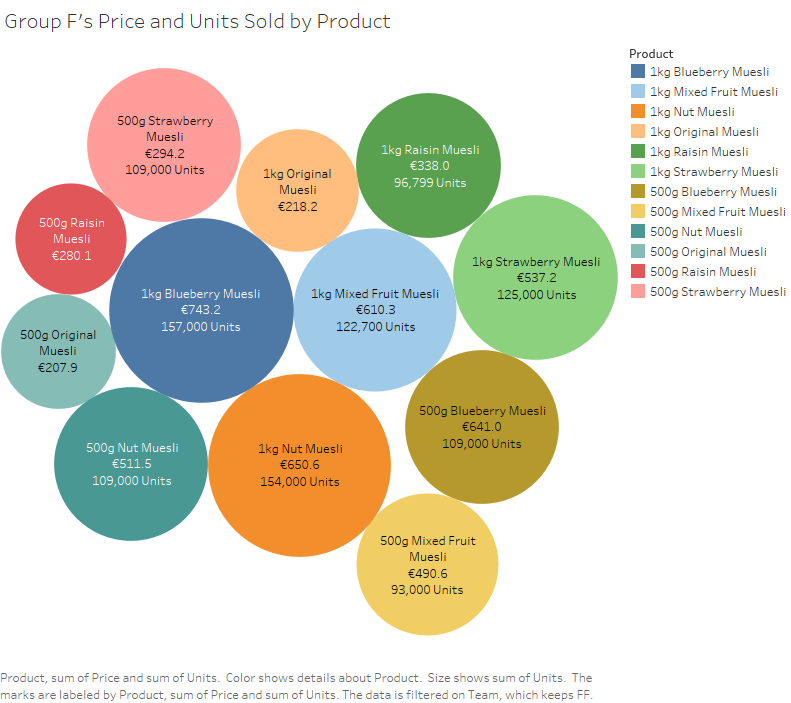 Group F's Price and Units Sold by Product
Product
1kg Blueberry Muesli
1kg Mixed Fruit Muesli
1kg Nut Muesli
1kg Original Muesli
1kg Raisin Muesli
1kg Strawberry Muesli
500g Blueberry Muesli
500g Mixed Fruit Muesli
500g Nut Muesli
500g Original Muesli
500g Raisin Muesli
500g Strawberry Muesli
500g Strawberry
Muesli
€294.2
109,000 Units
1kg Original
Muesli
€218.2
1kg Raisin Muesli
€338.0
96,799 Units
500g Raisin
Muesli
€280.1
1kg Blueberry Muesli
€743.2
157,000 Units
1kg Mixed Fruit Muesli
€610.3
122,700 Units
1kg Strawberry Muesli
€537.2
125,000 Units
500g Original
Muesli
€207.9
500g Nut Muesli
€511.5
109,000 Units
1kg Nut Muesli
€650.6
154,000 Units
500g Blueberry Muesli
€641.0
109,000 Units
500g Mixed Fruit
Muesli
€490.6
93,000 Units
Product, sum of Price and sum of Units.  Color shows details about Product.  Size shows sum of Units.  The
marks are labeled by Product, sum of Price and sum of Units. The data is filtered on Team, which keeps FF.